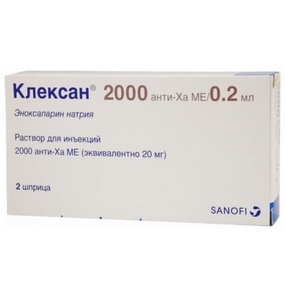 Клексан® 2000 анти-Ха МЕ/0.2 мл
Эноксапарин натрия
Раствор для инъекций
2000 анти-Ха МЕ (эквивалентно 20 мг)
2 шприца
SANOFI